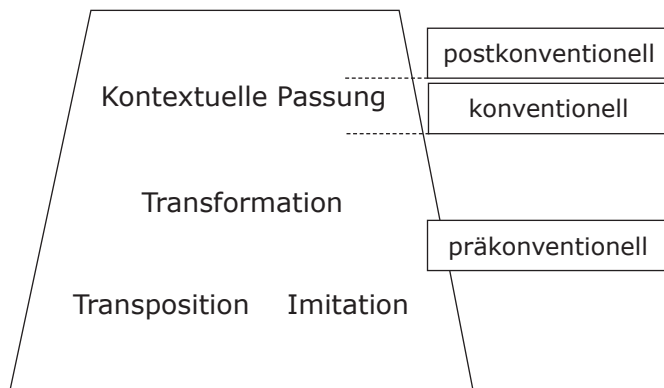 postkonventionell
Kontextuelle Passung
konventionell
Transformation
präkonventionell
Transposition Imitation